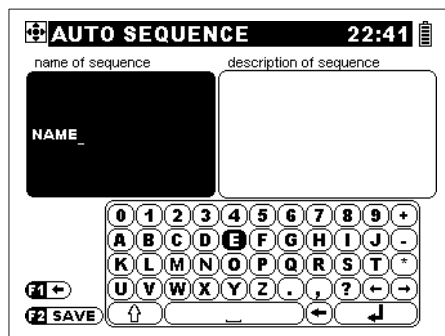 AUTO SEQUENCE 22:41
name of sequence description of sequence
NAME_
0 1 2 3 4 5 6 7 8 9 +
A B C D E F G H I J -
K L M N O P Q R S T *
F1 ← U V W X Y Z . , ? ← →
F2 SAVE ⇧ ⎵ ← ↵